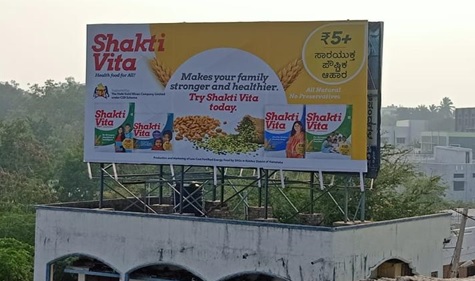 Shakti
Vita
Health food for All!
Makes your family
stronger and healthier.
Try Shakti Vita
today.
₹5+
ಸಾರಯುಕ್ತ
ಪೌಷ್ಟಿಕ
ಆಹಾರ
All Natural
No Preservatives
Shakti
Vita
Shakti
Vita
Shakti
Vita
Shakti
Vita